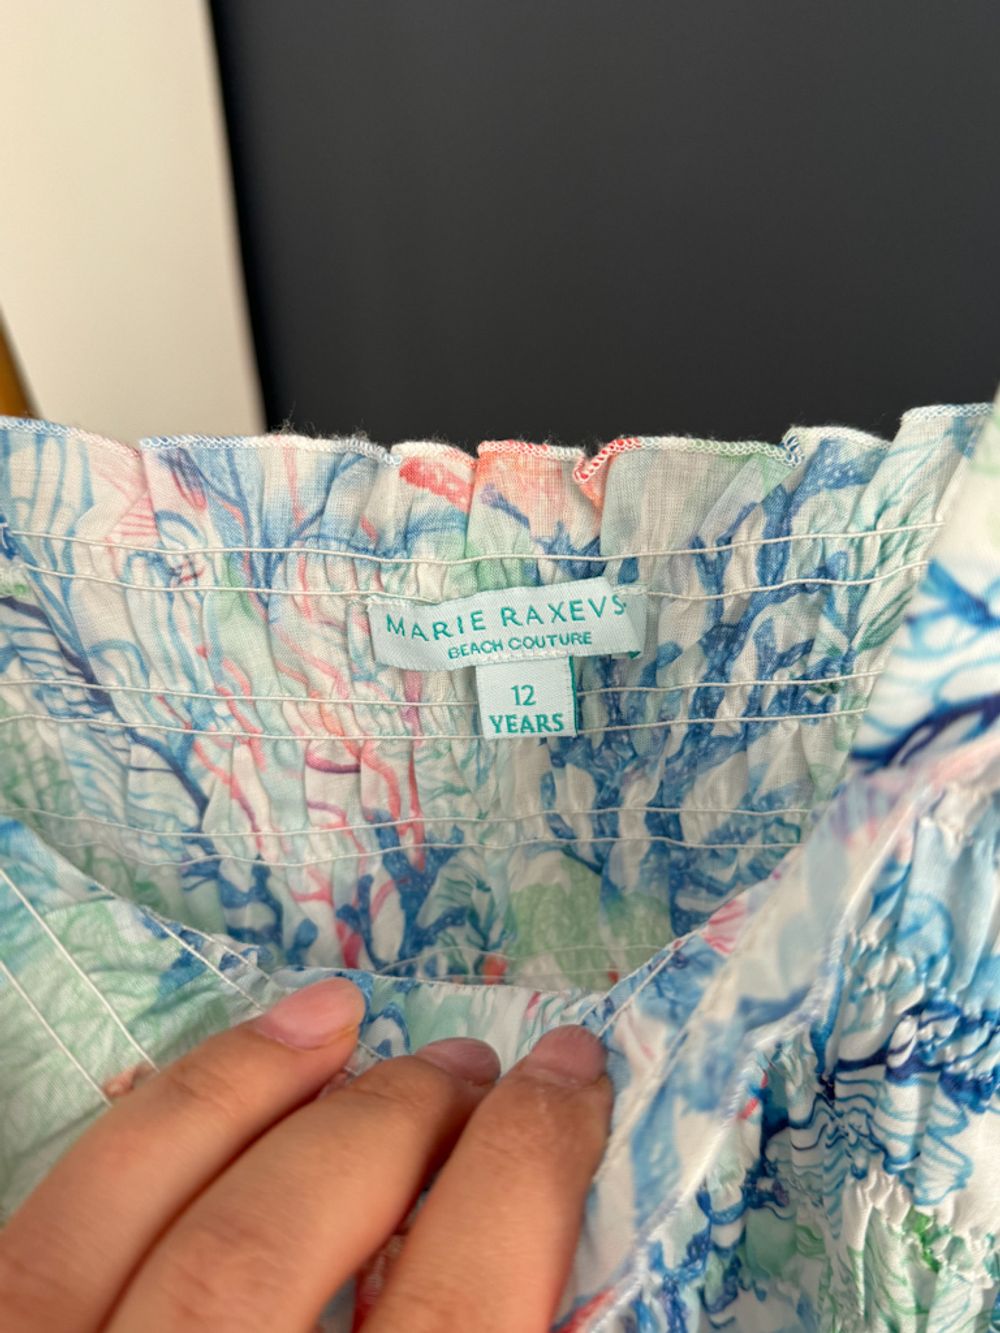 MARIE RAXEVS
BEACH COUTURE
12
YEARS